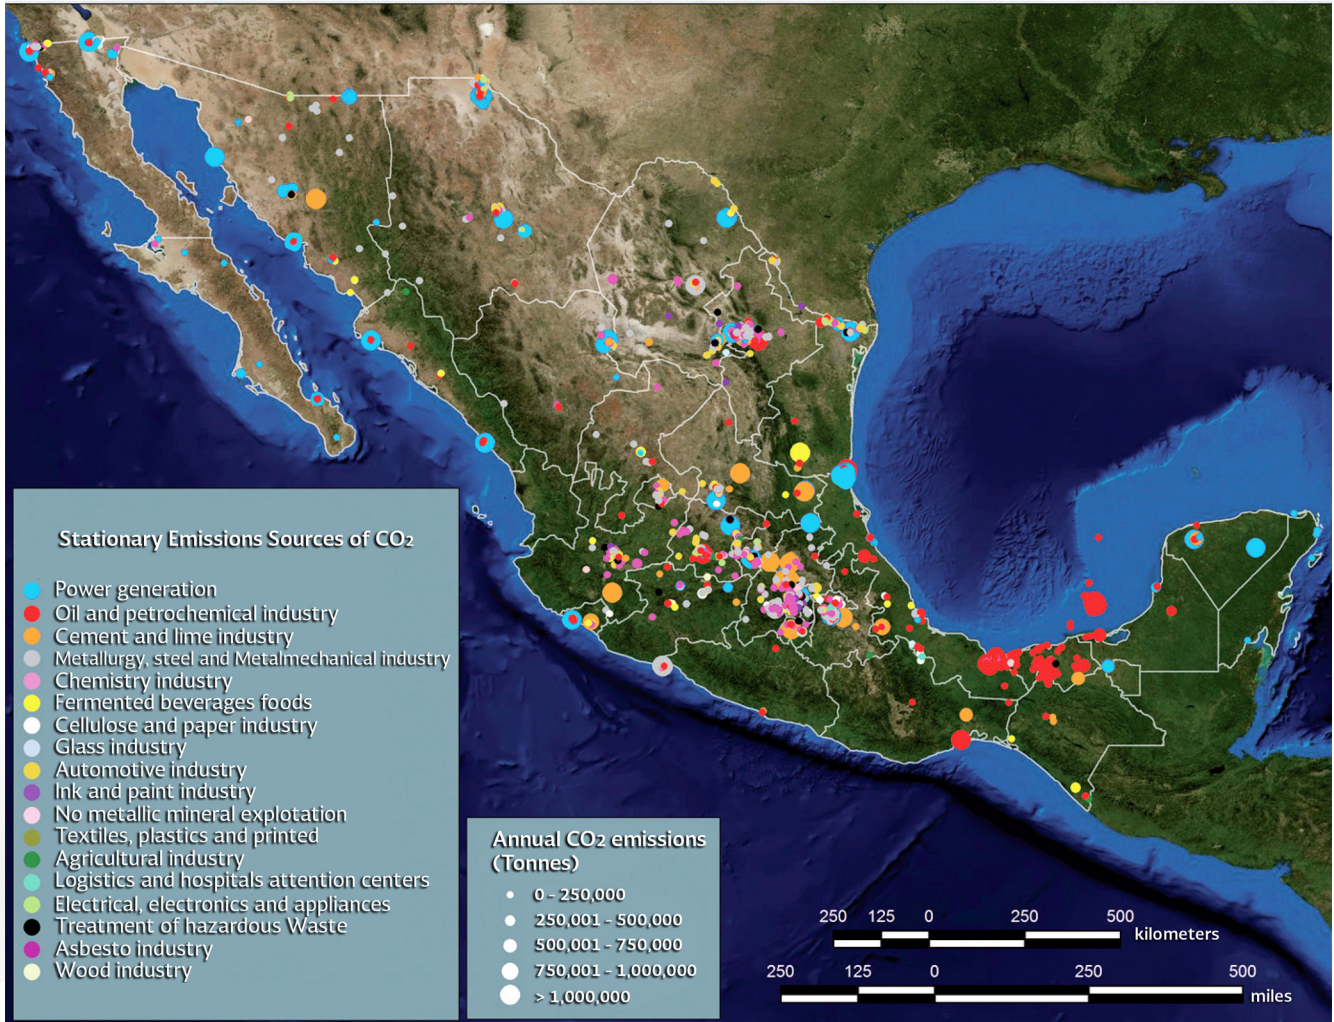 Stationary Emissions Sources of CO2
Power generation
Oil and petrochemical industry
Cement and lime industry
Metallurgy, steel and Metalmechanical industry
Chemistry industry
Fermented beverages foods
Cellulose and paper industry
Glass industry
Automotive industry
Ink and paint industry
No metallic mineral explotation
Textiles, plastics and printed
Agricultural industry
Logistics and hospitals attention centers
Electrical, electronics and appliances
Treatment of hazardous Waste
Asbesto industry
Wood industry
Annual CO2 emissions
(Tonnes)
0 - 250,000
250,001 - 500,000
500,001 - 750,000
750,001 - 1,000,000
> 1,000,000
250 125 0 250 500
kilometers
250 125 0 250 500
miles